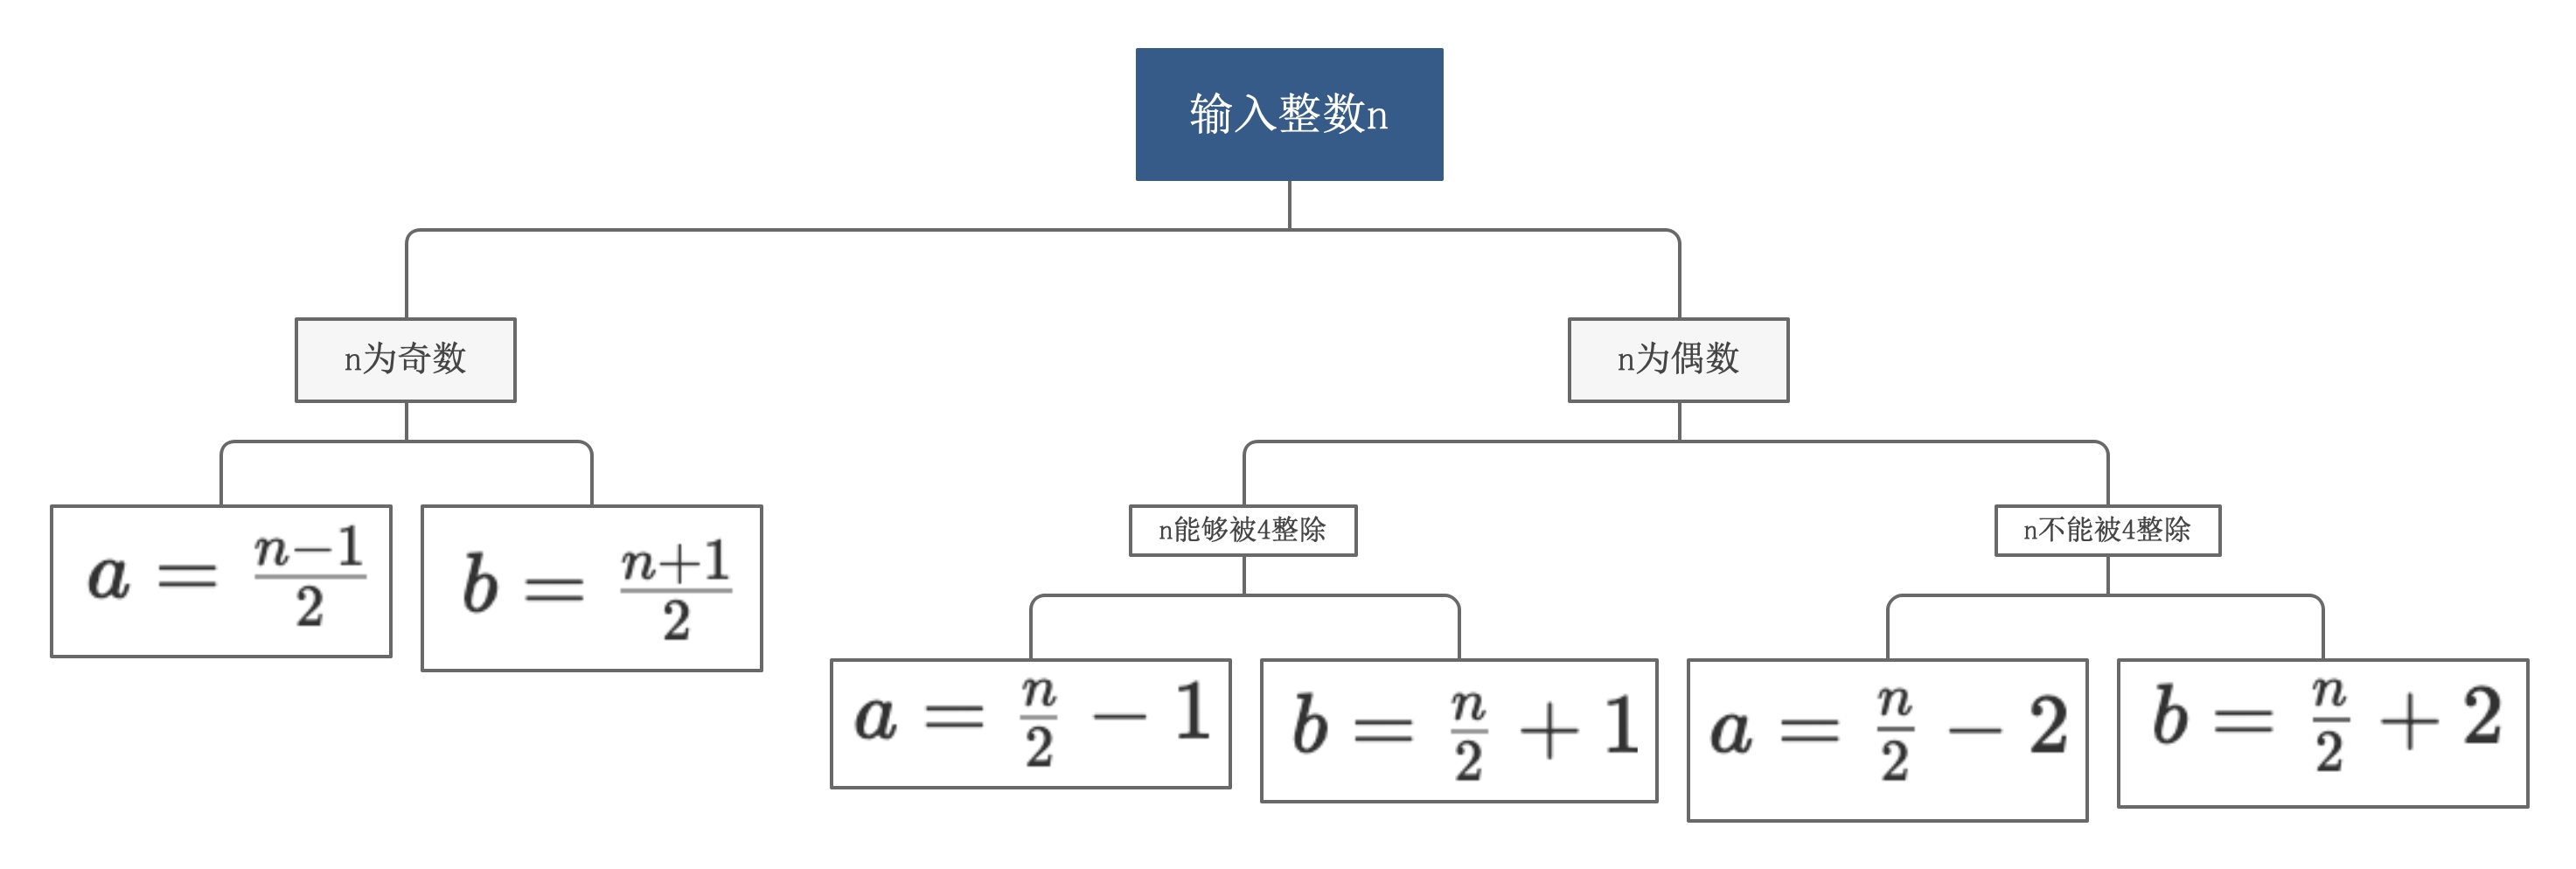 输入整数n
n为奇数
n为偶数
a = \frac{n-1}{2}
b = \frac{n+1}{2}
n能够被4整除
n不能被4整除
a = \frac{n}{2} - 1
b = \frac{n}{2} + 1
a = \frac{n}{2} - 2
b = \frac{n}{2} + 2